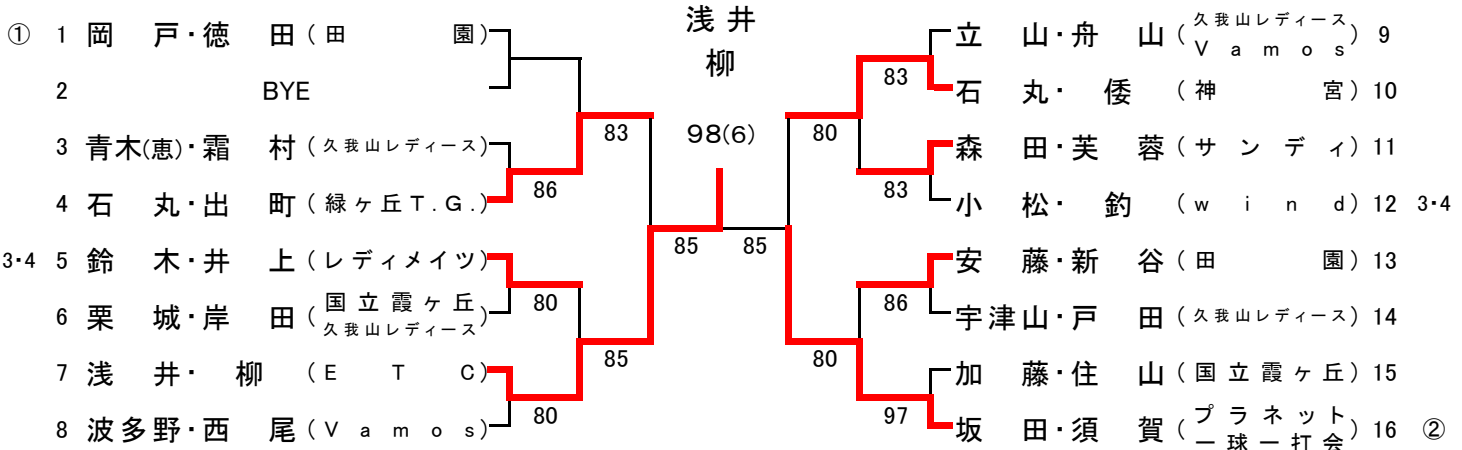 ① 1 岡 戸・徳 田 (田 園)
2 BYE
3 青木(恵)・霜 村 (久我山レディース)
4 石 丸・出 町 (緑ヶ丘T.G.)
3・4 5 鈴 木・井 上 (レディメイツ)
6 栗 城・岸 田 (国立霞ヶ丘
久我山レディース)
7 浅 井・ 柳 (E T C)
8 波多野・西 尾 (V a m o s)
83
86
80
85
80
85
浅 井
柳
98(6)
85
83
80
83
86
80
97
立 山・舟 山 (久我山レディース
V a m o s) 9
石 丸・ 倭 (神 宮) 10
森 田・芙 蓉 (サ ン デ ィ) 11
小 松・ 釣 (w i n d) 12 3・4
安 藤・新 谷 (田 園) 13
宇津山・戸 田 (久我山レディース) 14
加 藤・住 山 (国立霞ヶ丘) 15
坂 田・須 賀 (プラネット
一球一打会) 16 ②